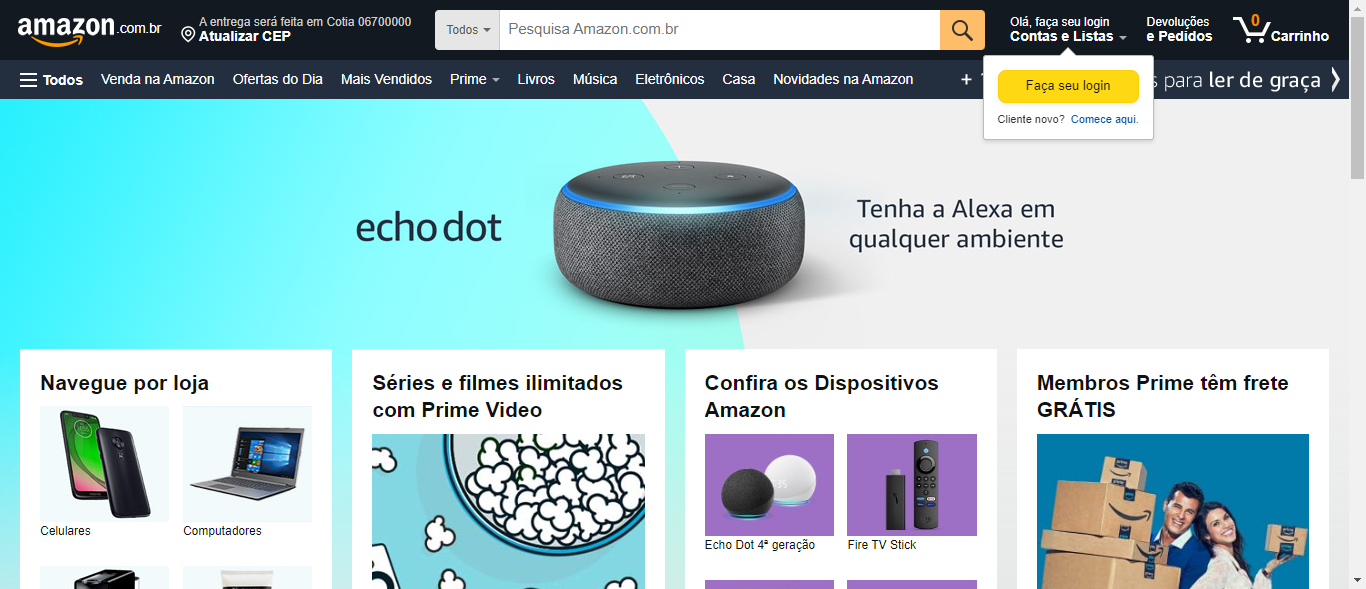 amazon.com.br
A entrega será feita em Cotia 06700000
Atualizar CEP
Todos
Pesquisa Amazon.com.br
Olá, faça seu login
Contas e Listas
Devoluções
e Pedidos
0
Carrinho
Todos
Venda na Amazon
Ofertas do Dia
Mais Vendidos
Prime
Livros
Música
Eletrônicos
Casa
Novidades na Amazon
+
para ler de graça
Faça seu login
Cliente novo? Comece aqui.
echo dot
Tenha a Alexa em
qualquer ambiente
Navegue por loja
Celulares
Computadores
Séries e filmes ilimitados
com Prime Video
Confira os Dispositivos
Amazon
Echo Dot 4ª geração
Fire TV Stick
Membros Prime têm frete
GRÁTIS